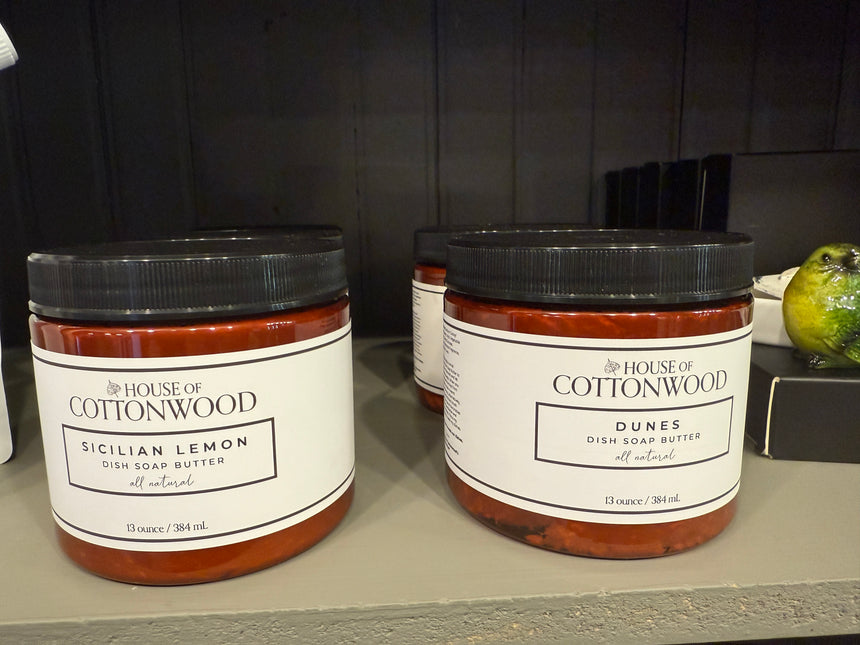 HOUSE OF
COTTONWOOD
SICILIAN LEMON
DISH SOAP BUTTER
all natural
13 ounce / 384 mL
HOUSE OF
COTTONWOOD
DUNES
DISH SOAP BUTTER
all natural
13 ounce / 384 mL